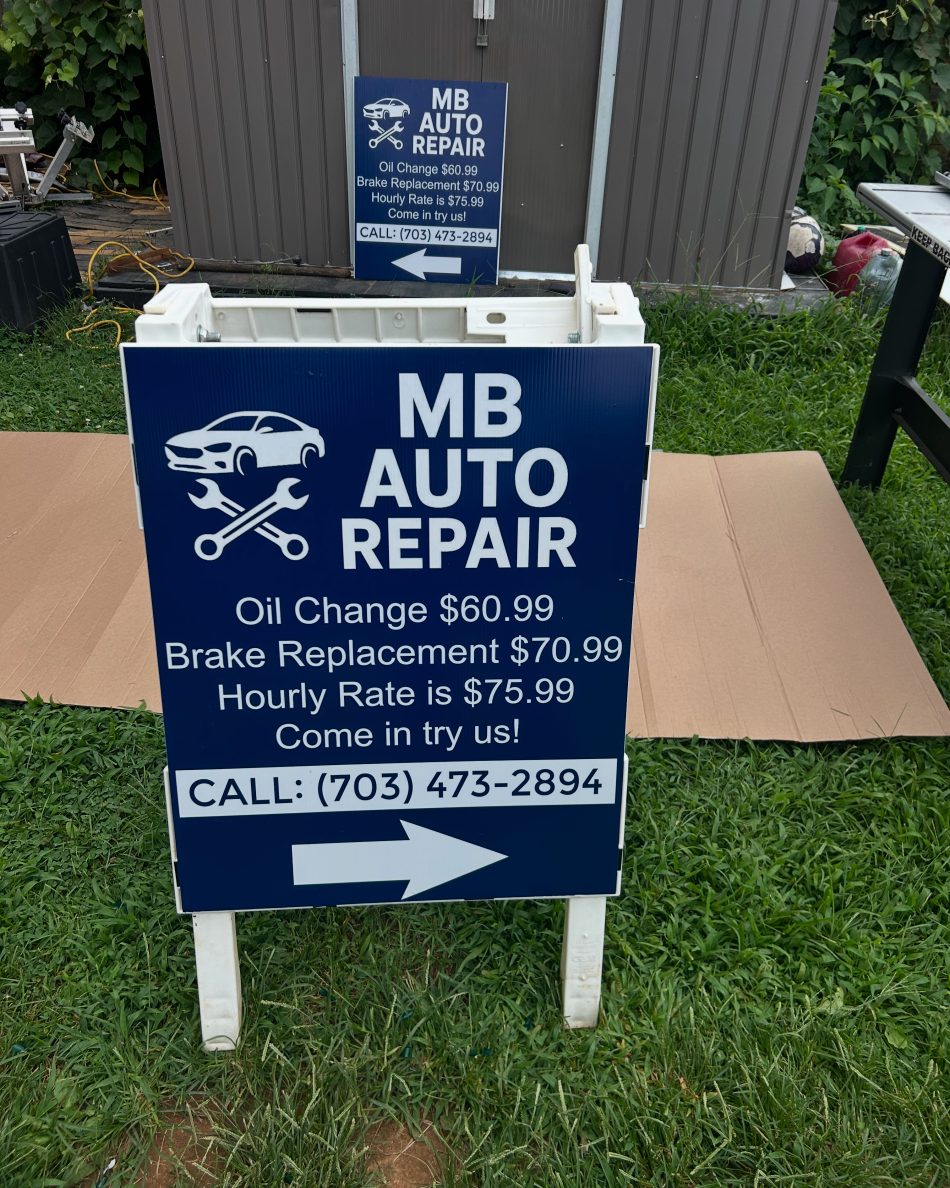 MB
AUTO
REPAIR
Oil Change $60.99
Brake Replacement $70.99
Hourly Rate is $75.99
Come in try us!
CALL: (703) 473-2894
KEEP
MB
AUTO
REPAIR
Oil Change $60.99
Brake Replacement $70.99
Hourly Rate is $75.99
Come in try us!
CALL: (703) 473-2894